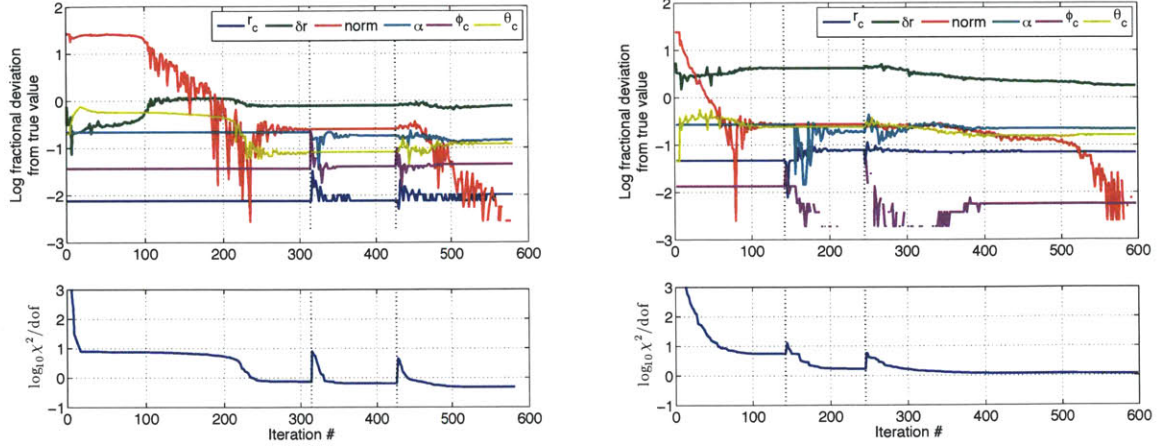 r_c δr norm α ϕ_c θ_c
Log fractional deviation
from true value
2
1
0
−1
−2
−3
0 100 200 300 400 500 600
log₁₀ χ²/dof
3
2
1
0
−1
0 100 200 300 400 500 600
Iteration #
r_c δr norm α ϕ_c θ_c
Log fractional deviation
from true value
2
1
0
−1
−2
−3
0 100 200 300 400 500 600
log₁₀ χ²/dof
3
2
1
0
−1
0 100 200 300 400 500 600
Iteration #